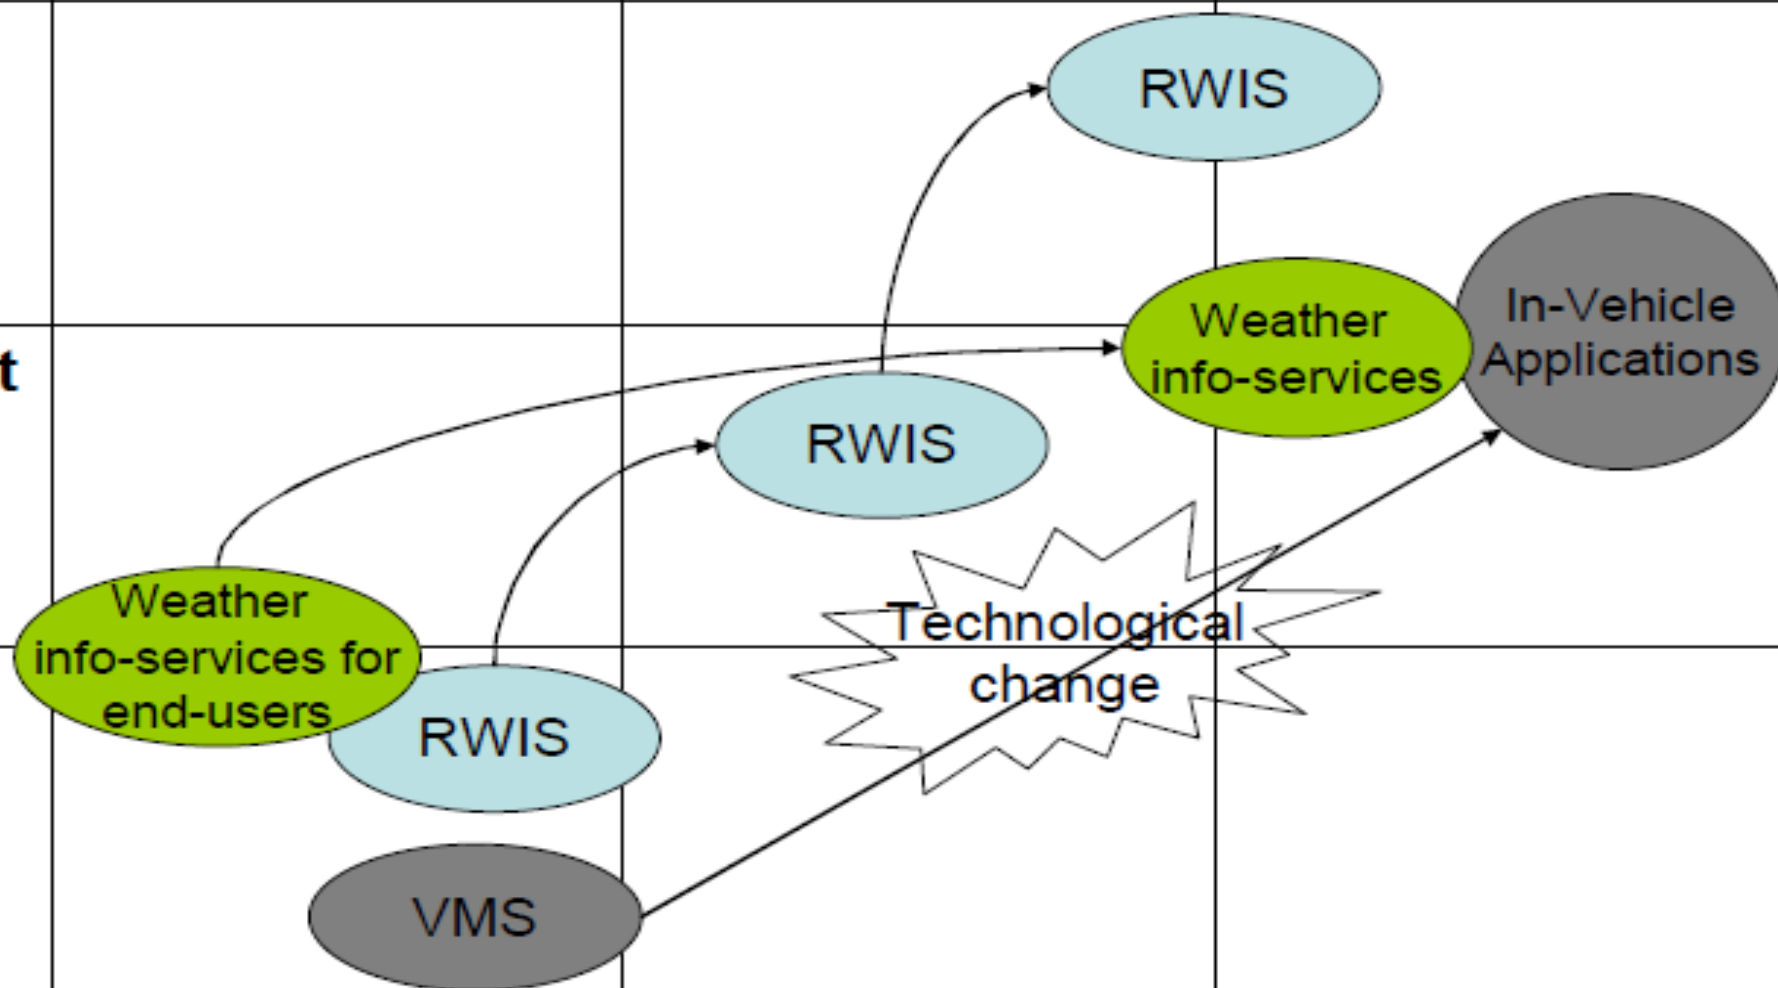 RWIS
Weather
info-services
In-Vehicle
Applications
t
RWIS
Weather
info-services for
end-users
RWIS
Technological
change
VMS